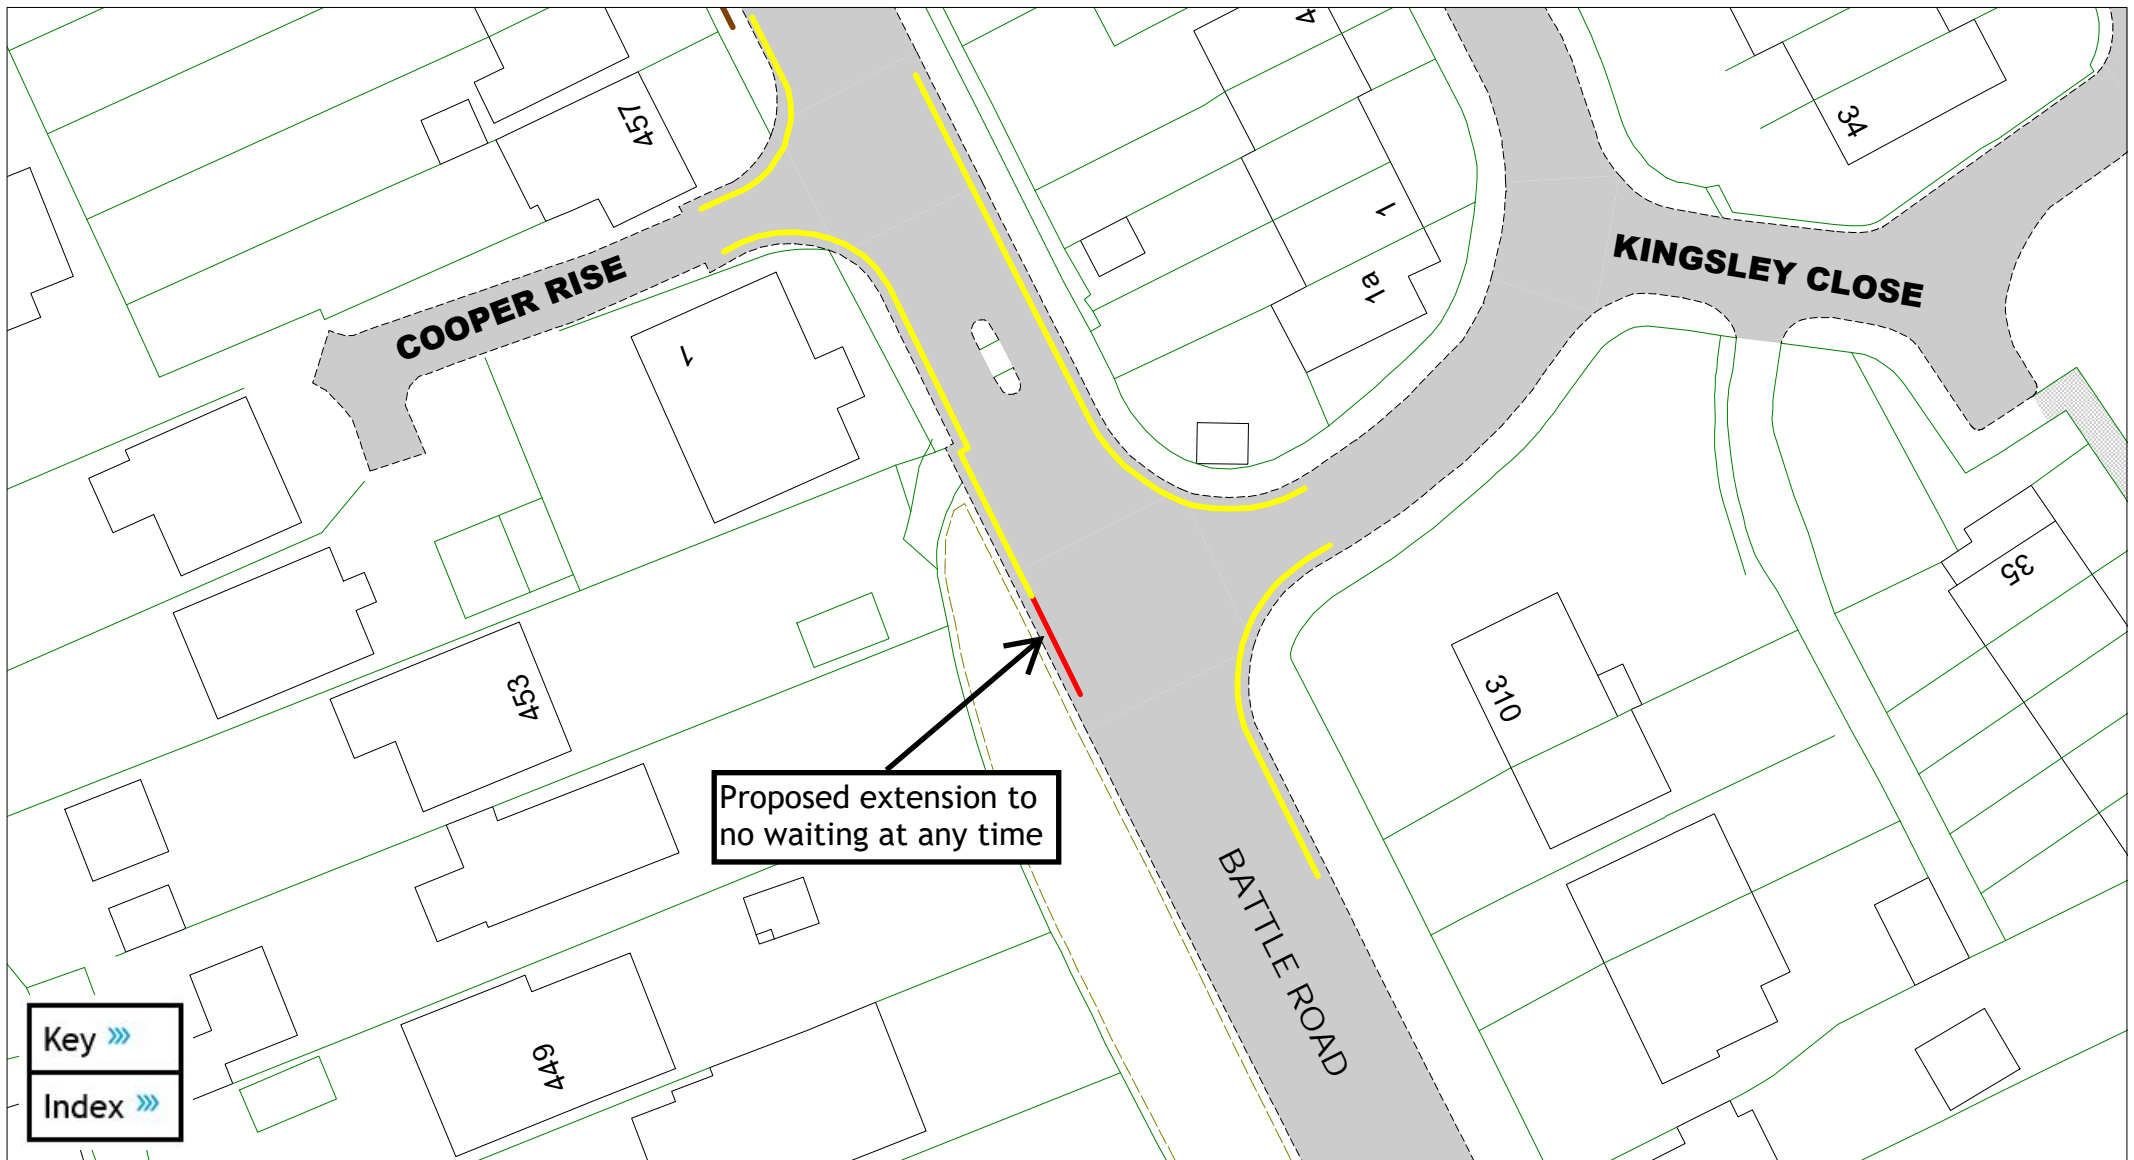 4
457
34
1
1a
KINGSLEY CLOSE
COOPER RISE
1
35
453
310
Proposed extension to
no waiting at any time
BATTLE ROAD
449
Key »»
Index »»